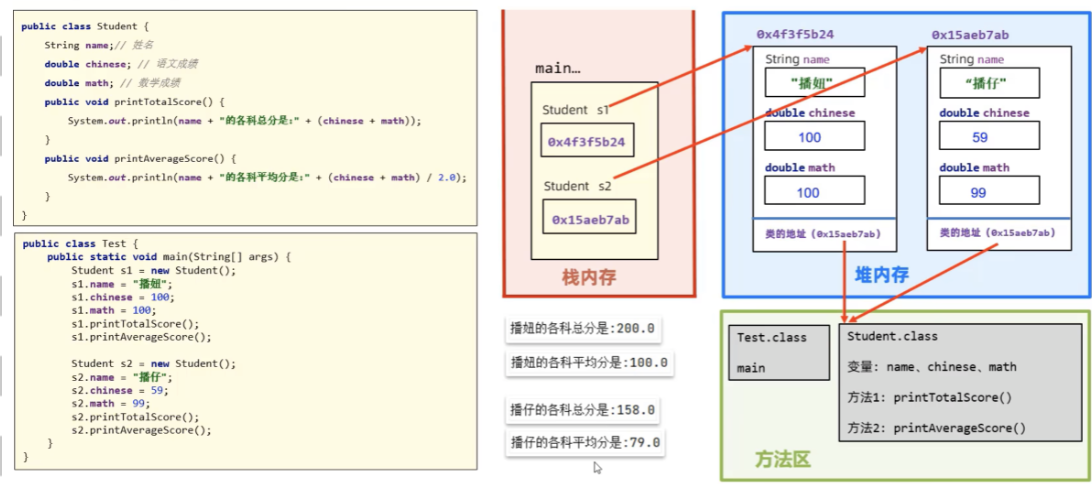 public class Student {
String name;// 姓名
double chinese; // 语文成绩
double math; // 数学成绩
public void printTotalScore() {
System.out.println(name + "的各科总分是:" + (chinese + math));
}
public void printAverageScore() {
System.out.println(name + "的各科平均分是:" + (chinese + math) / 2.0);
}
}
public class Test {
public static void main(String[] args) {
Student s1 = new Student();
s1.name = "播妞";
s1.chinese = 100;
s1.math = 100;
s1.printTotalScore();
s1.printAverageScore();
Student s2 = new Student();
s2.name = "播仔";
s2.chinese = 59;
s2.math = 99;
s2.printTotalScore();
s2.printAverageScore();
}
}
main…
Student s1
0x4f3f5b24
Student s2
0x15aeb7ab
栈内存
播妞的各科总分是:200.0
播妞的各科平均分是:100.0
播仔的各科总分是:158.0
播仔的各科平均分是:79.0
0x4f3f5b24
String name
“播妞”
double chinese
100
double math
100
类的地址（0x15aeb7ab）
0x15aeb7ab
String name
“播仔”
double chinese
59
double math
99
类的地址（0x15aeb7ab）
堆内存
Test.class
main
Student.class
变量: name、chinese、math
方法1: printTotalScore()
方法2: printAverageScore()
方法区